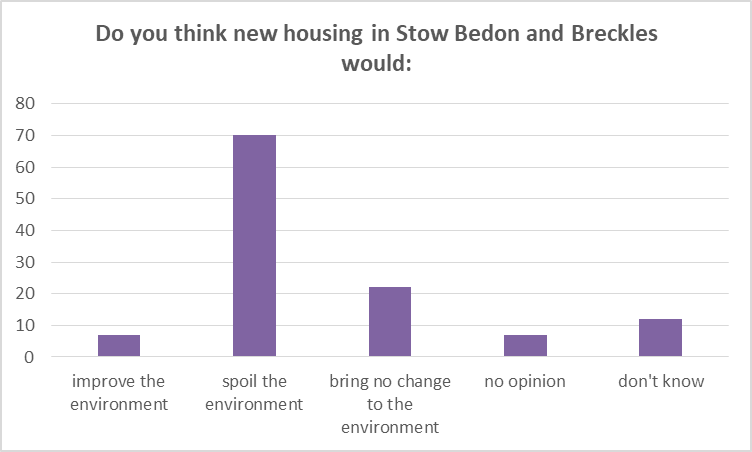 Do you think new housing in Stow Bedon and Breckles
would:
80
70
60
50
40
30
20
10
0
improve the
environment
spoil the
environment
bring no change
to the
environment
no opinion
don't know